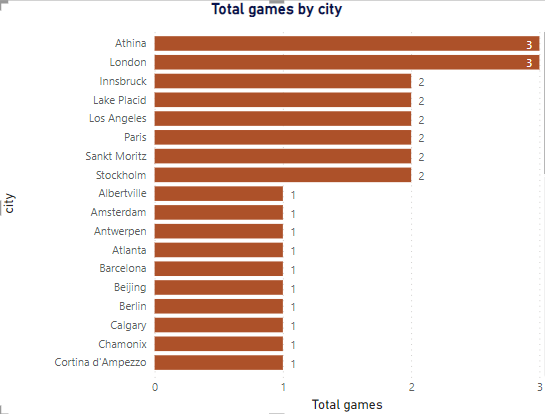 Total games by city
city
Athina 3
London 3
Innsbruck 2
Lake Placid 2
Los Angeles 2
Paris 2
Sankt Moritz 2
Stockholm 2
Albertville 1
Amsterdam 1
Antwerpen 1
Atlanta 1
Barcelona 1
Beijing 1
Berlin 1
Calgary 1
Chamonix 1
Cortina d'Ampezzo 1
0 1 2 3
Total games